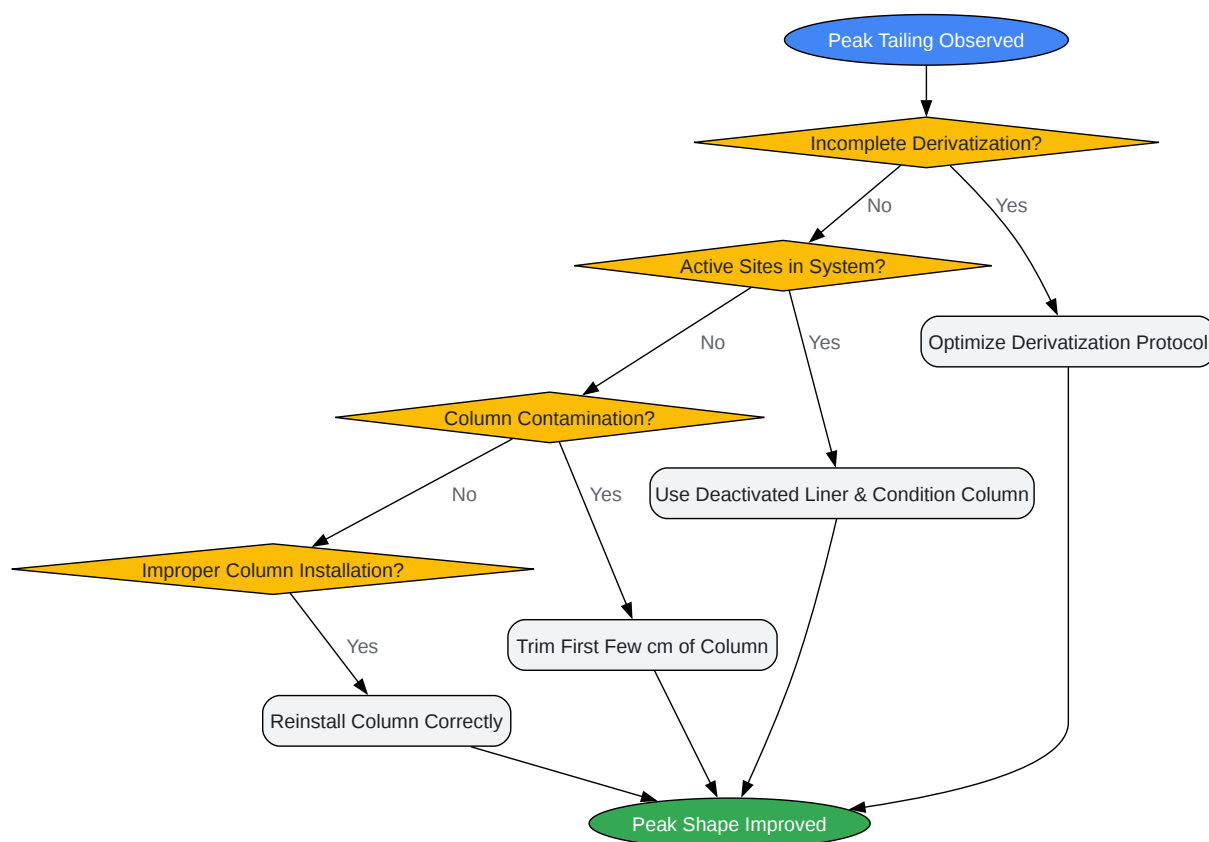 Peak Tailing Observed
Incomplete Derivatization?
No
Yes
Active Sites in System?
Optimize Derivatization Protocol
No
Yes
Column Contamination?
Use Deactivated Liner & Condition Column
No
Yes
Improper Column Installation?
Trim First Few cm of Column
Yes
Reinstall Column Correctly
Peak Shape Improved